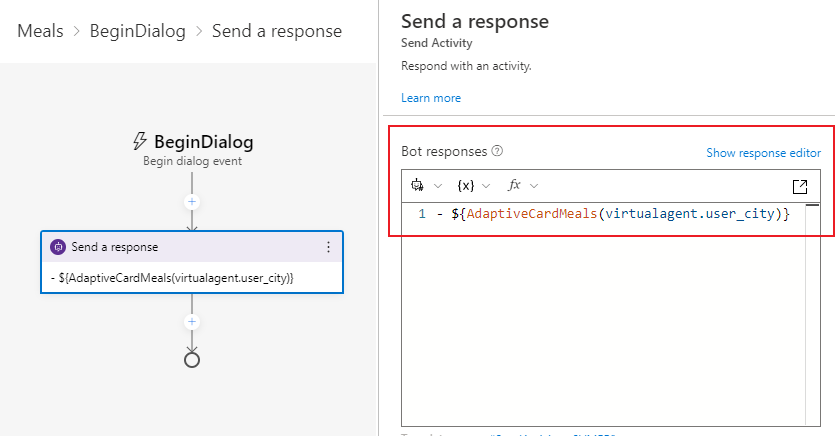 Meals > BeginDialog > Send a response
BeginDialog
Begin dialog event
Send a response
- ${AdaptiveCardMeals(virtualagent.user_city)}
Send a response
Send Activity
Respond with an activity.
Learn more
Bot responses
Show response editor
{x} fx
1 - ${AdaptiveCardMeals(virtualagent.user_city)}